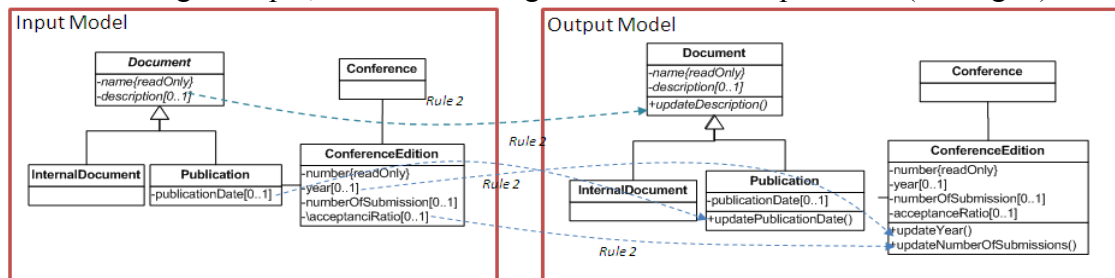 Input Model
Document
-name{readOnly}
-description[0..1]
Conference
Rule 2
InternalDocument
Publication
-publicationDate[0..1]
ConferenceEdition
-number{readOnly}
-year[0..1]
-numberOfSubmission[0..1]
-\acceptanciRatio[0..1]
Rule 2
Rule 2
Rule 2
Output Model
Document
-name{readOnly}
-description[0..1]
+updateDescription()
Conference
InternalDocument
Publication
-publicationDate[0..1]
+updatePublicationDate()
ConferenceEdition
-number{readOnly}
-year[0..1]
-numberOfSubmission[0..1]
-acceptanceRatio[0..1]
+updateYear()
+updateNumberOfSubmissions()